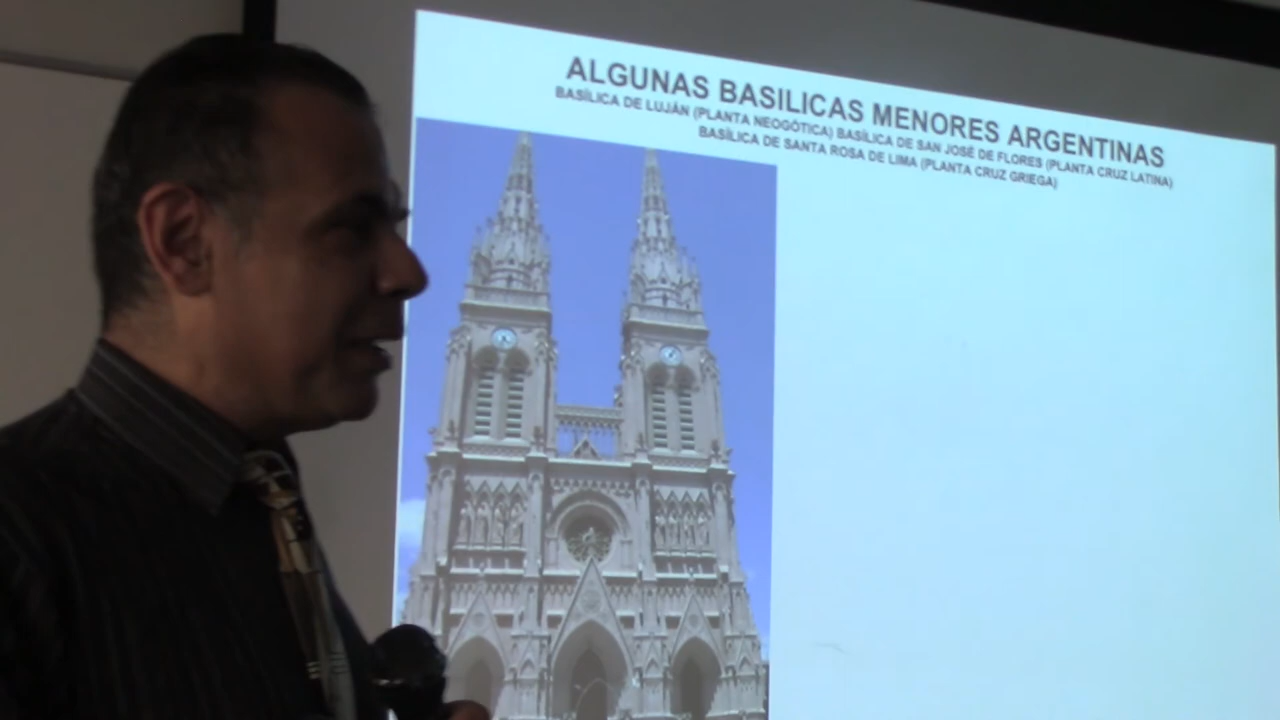 ALGUNAS BASILICAS MENORES ARGENTINAS
BASÍLICA DE LUJÁN (PLANTA NEOGÓTICA) BASÍLICA DE SAN JOSÉ DE FLORES (PLANTA CRUZ LATINA)
BASÍLICA DE SANTA ROSA DE LIMA (PLANTA CRUZ GRIEGA)